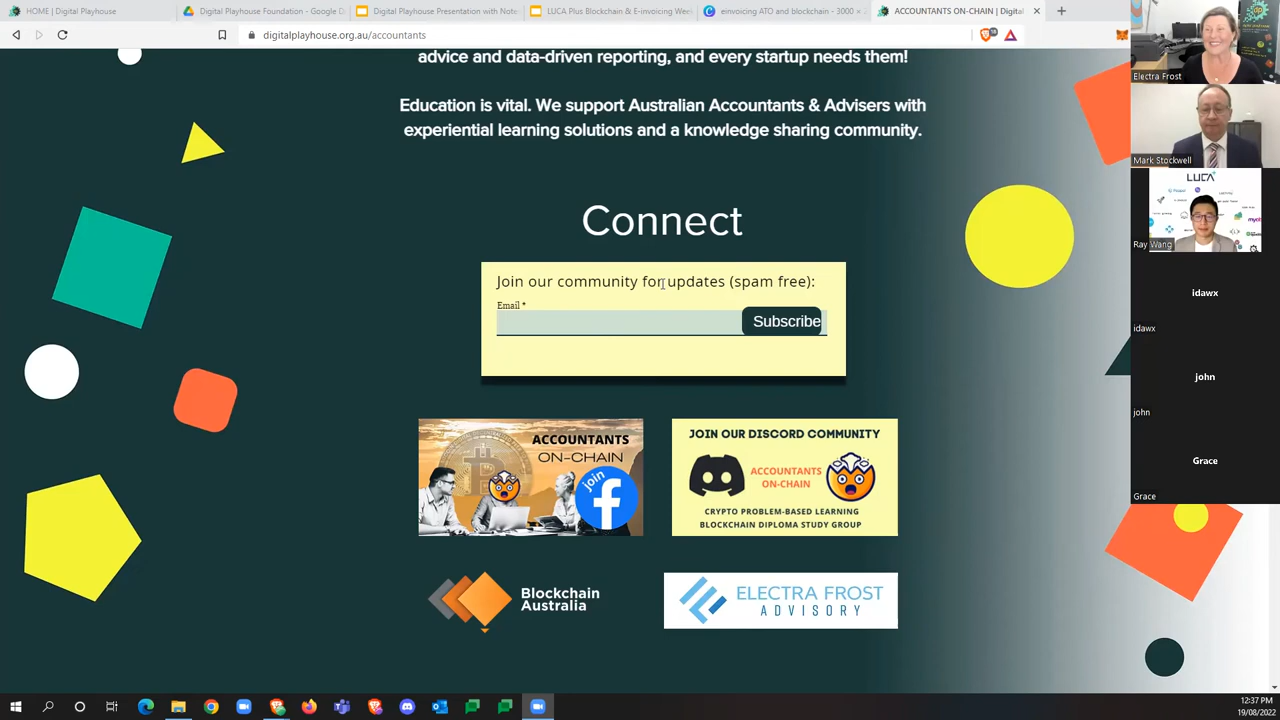 HOME | Digital Playhouse
Digital Playhouse Foundation - Google D
Digital Playhouse Presentation with Note
LUCA Plus Blockchain & E-invoicing Wee
einvoicing ATO and blockchain - 3000 ×
ACCOUNTANTS ON-CHAIN | Digital
digitalplayhouse.org.au/accountants
advice and data-driven reporting, and every startup needs them!
Education is vital. We support Australian Accountants & Advisers with
experiential learning solutions and a knowledge sharing community.
Connect
Join our community for updates (spam free):
Email *
Subscribe
ACCOUNTANTS
ON-CHAIN
join
JOIN OUR DISCORD COMMUNITY
ACCOUNTANTS
ON-CHAIN
CRYPTO PROBLEM-BASED LEARNING
BLOCKCHAIN DIPLOMA STUDY GROUP
Blockchain
Australia
ELECTRA FROST
ADVISORY
Electra Frost
Mark Stockwell
LUCA+
Ray Wang
idawx
idawx
john
john
Grace
Grace
12:37 PM
19/08/2022